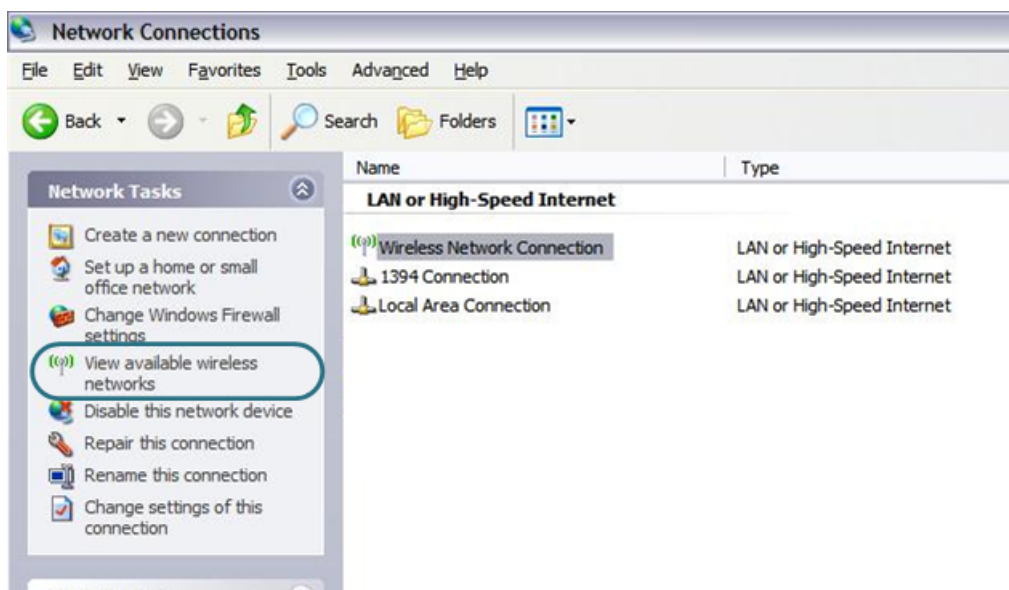 Network Connections
File Edit View Favorites Tools Advanced Help
Back Search Folders
Name Type
Network Tasks
Create a new connection
Set up a home or small
office network
Change Windows Firewall
settings
View available wireless
networks
Disable this network device
Repair this connection
Rename this connection
Change settings of this
connection
LAN or High-Speed Internet
Wireless Network Connection LAN or High-Speed Internet
1394 Connection LAN or High-Speed Internet
Local Area Connection LAN or High-Speed Internet